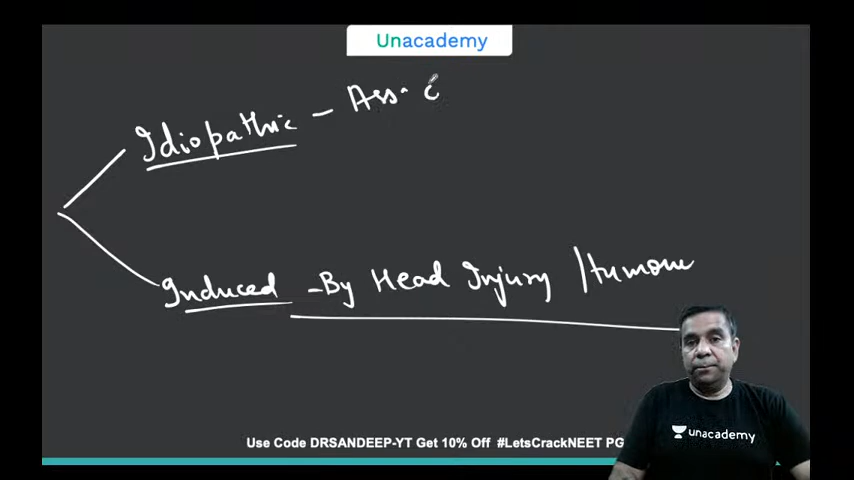 Unacademy
Idiopathic - Ass. c̄
Induced - By Head Injury / tumour
Use Code DRSANDEEP-YT Get 10% Off #LetsCrackNEET PG
unacademy